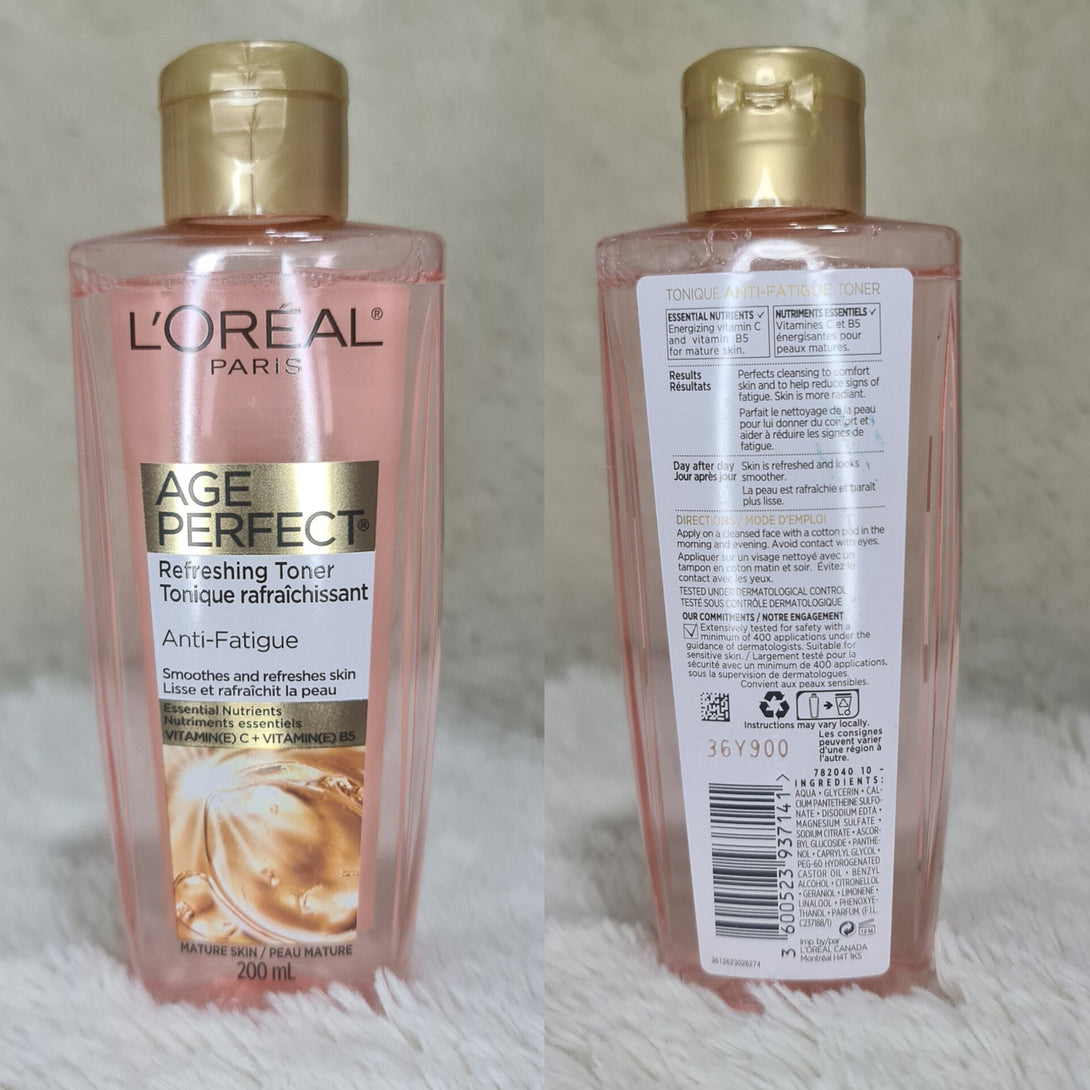 L'ORÉAL®
PARiS
AGE
PERFECT®
Refreshing Toner
Tonique rafraîchissant
Anti-Fatigue
Smoothes and refreshes skin
Lisse et rafraîchit la peau
Essential Nutrients
Nutriments essentiels
VITAMIN(E) C + VITAMIN(E) B5
MATURE SKIN / PEAU MATURE
200 mL
TONIQUE ANTI-FATIGUE TONER
ESSENTIAL NUTRIENTS ✓
Energizing vitamin C
and vitamin B5
for mature skin.
NUTRIMENTS ESSENTIELS ✓
Vitamines C et B5
énergisantes pour
peaux matures.
Results
Résultats
Perfects cleansing to comfort
skin and to help reduce signs of
fatigue. Skin is more radiant.
Parfait le nettoyage de la peau
pour lui donner du confort et
aider à réduire les signes de
fatigue.
Day after day
Jour après jour
Skin is refreshed and looks
smoother.
La peau est rafraîchie et paraît
plus lisse.
DIRECTIONS / MODE D'EMPLOI
Apply on a cleansed face with a cotton pad in the
morning and evening. Avoid contact with eyes.
Appliquer sur un visage nettoyé avec un
tampon en coton matin et soir. Évitez le
contact avec les yeux.
TESTED UNDER DERMATOLOGICAL CONTROL
TESTÉ SOUS CONTRÔLE DERMATOLOGIQUE
OUR COMMITMENTS / NOTRE ENGAGEMENT
Extensively tested for safety with a
minimum of 400 applications under the
guidance of dermatologists. Suitable for
sensitive skin. / Largement testé pour la
sécurité avec un minimum de 400 applications,
sous la supervision de dermatologues.
Convient aux peaux sensibles.
Instructions may vary locally.
Les consignes
peuvent varier
d'une région à
l'autre.
36Y900
782040 10 -
INGREDIENTS:
AQUA • GLYCERIN • CAL-
CIUM PANTETHEINE SULFO-
NATE • DISODIUM EDTA •
MAGNESIUM SULFATE •
SODIUM CITRATE • ASCOR-
BYL GLUCOSIDE • PANTHE-
NOL • CAPRYLYL GLYCOL •
PEG-60 HYDROGENATED
CASTOR OIL • BENZYL
ALCOHOL • CITRONELLOL
• GERANIOL • LIMONENE •
LINALOOL • PHENOXYE-
THANOL • PARFUM. (F.I.L.
C237188/1)
12 M
3 600523 937141 >
Imp. by/par
L'ORÉAL CANADA
Montréal H4T 1K5
3612623026274